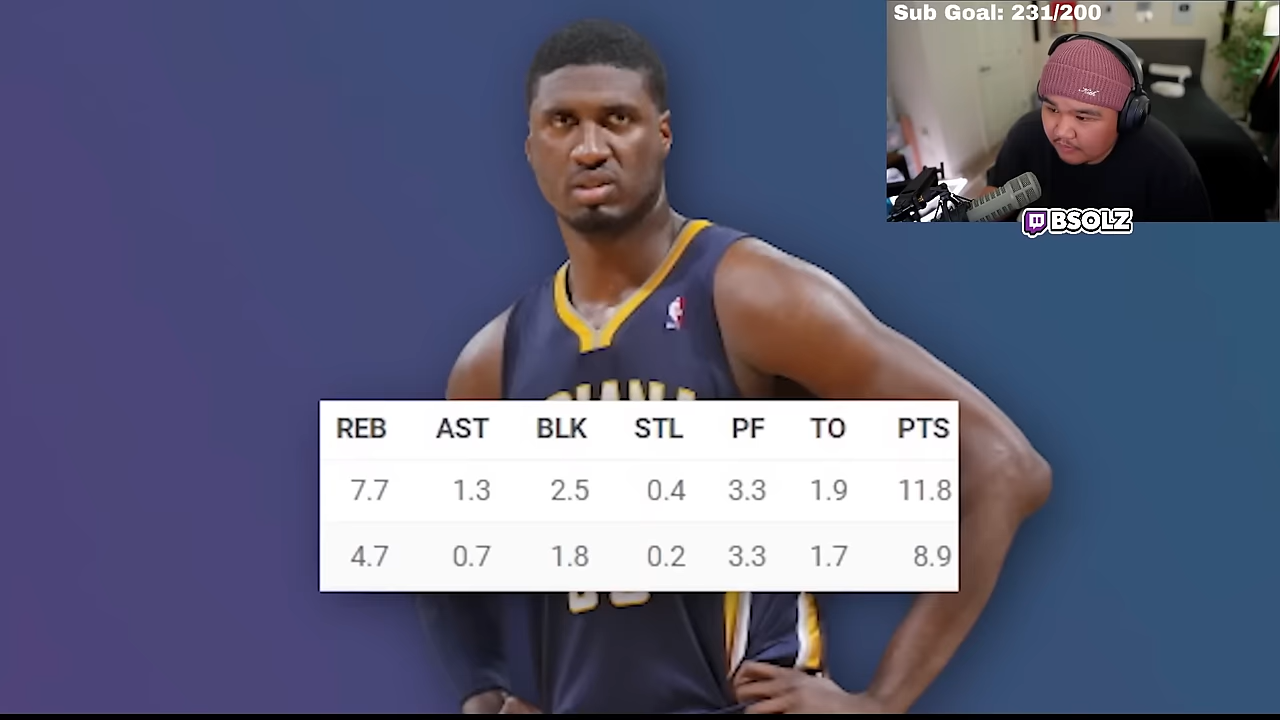 Sub Goal: 231/200
BSOLZ
REB AST BLK STL PF TO PTS
7.7 1.3 2.5 0.4 3.3 1.9 11.8
4.7 0.7 1.8 0.2 3.3 1.7 8.9